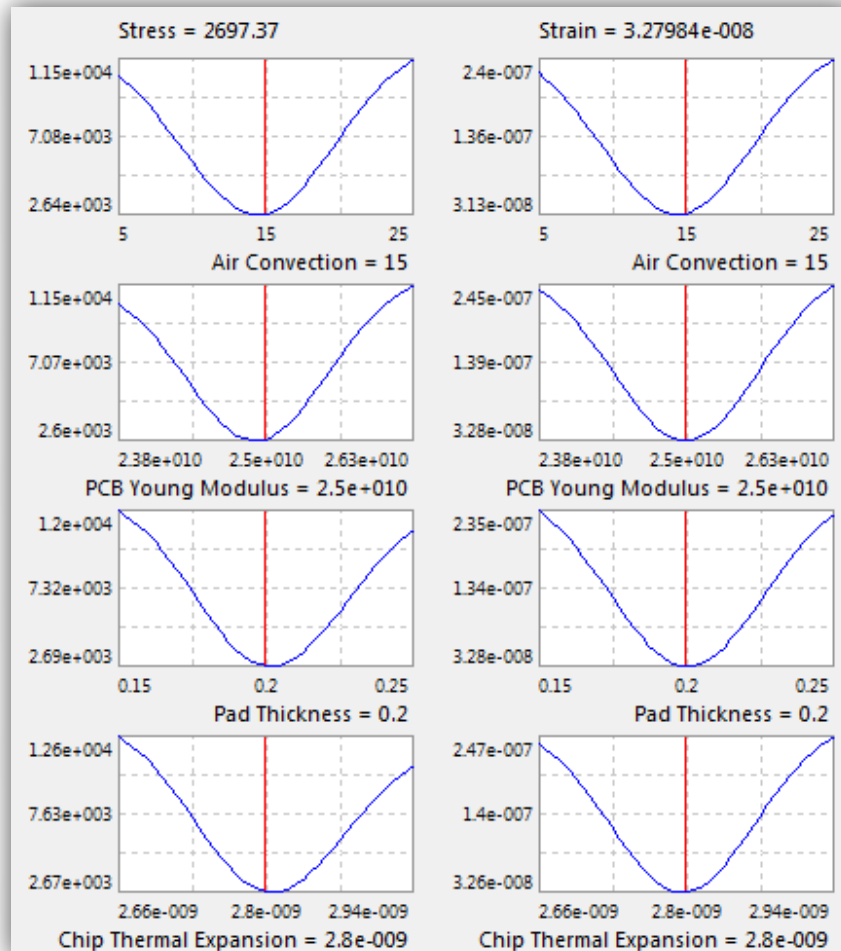 Stress = 2697.37 Strain = 3.27984e-008
1.15e+004 2.4e-007
7.08e+003 1.36e-007
2.64e+003 3.13e-008
5 15 25 5 15 25
Air Convection = 15 Air Convection = 15
1.15e+004 2.45e-007
7.07e+003 1.39e-007
2.6e+003 3.28e-008
2.38e+010 2.5e+010 2.63e+010 2.38e+010 2.5e+010 2.63e+010
PCB Young Modulus = 2.5e+010 PCB Young Modulus = 2.5e+010
1.2e+004 2.35e-007
7.32e+003 1.34e-007
2.69e+003 3.28e-008
0.15 0.2 0.25 0.15 0.2 0.25
Pad Thickness = 0.2 Pad Thickness = 0.2
1.26e+004 2.47e-007
7.63e+003 1.4e-007
2.67e+003 3.26e-008
2.66e-009 2.8e-009 2.94e-009 2.66e-009 2.8e-009 2.94e-009
Chip Thermal Expansion = 2.8e-009 Chip Thermal Expansion = 2.8e-009